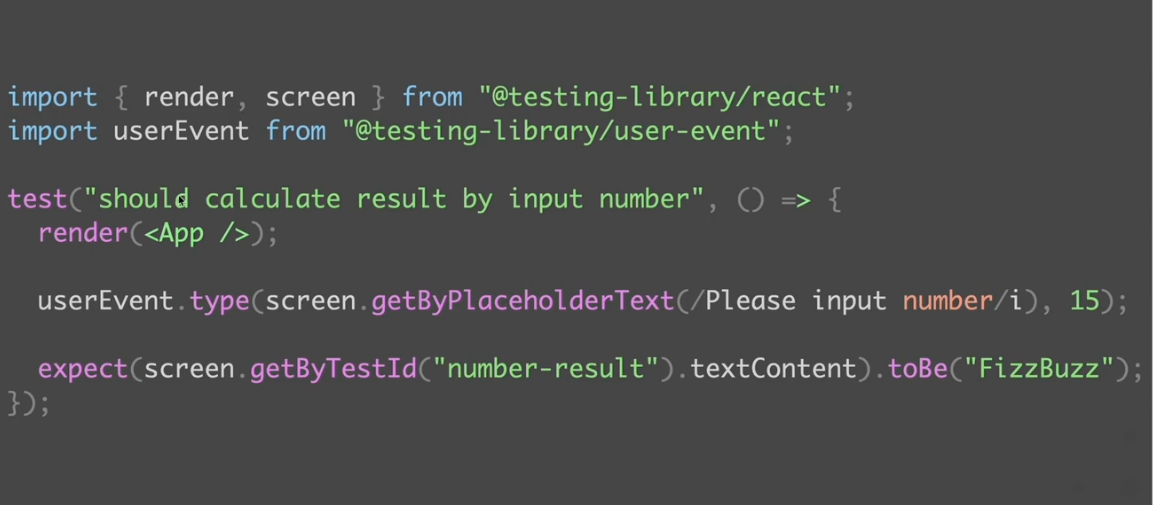 import { render, screen } from "@testing-library/react";
import userEvent from "@testing-library/user-event";
test("should calculate result by input number", () => {
render(<App />);
userEvent.type(screen.getByPlaceholderText(/Please input number/i), 15);
expect(screen.getByTestId("number-result").textContent).toBe("FizzBuzz");
});